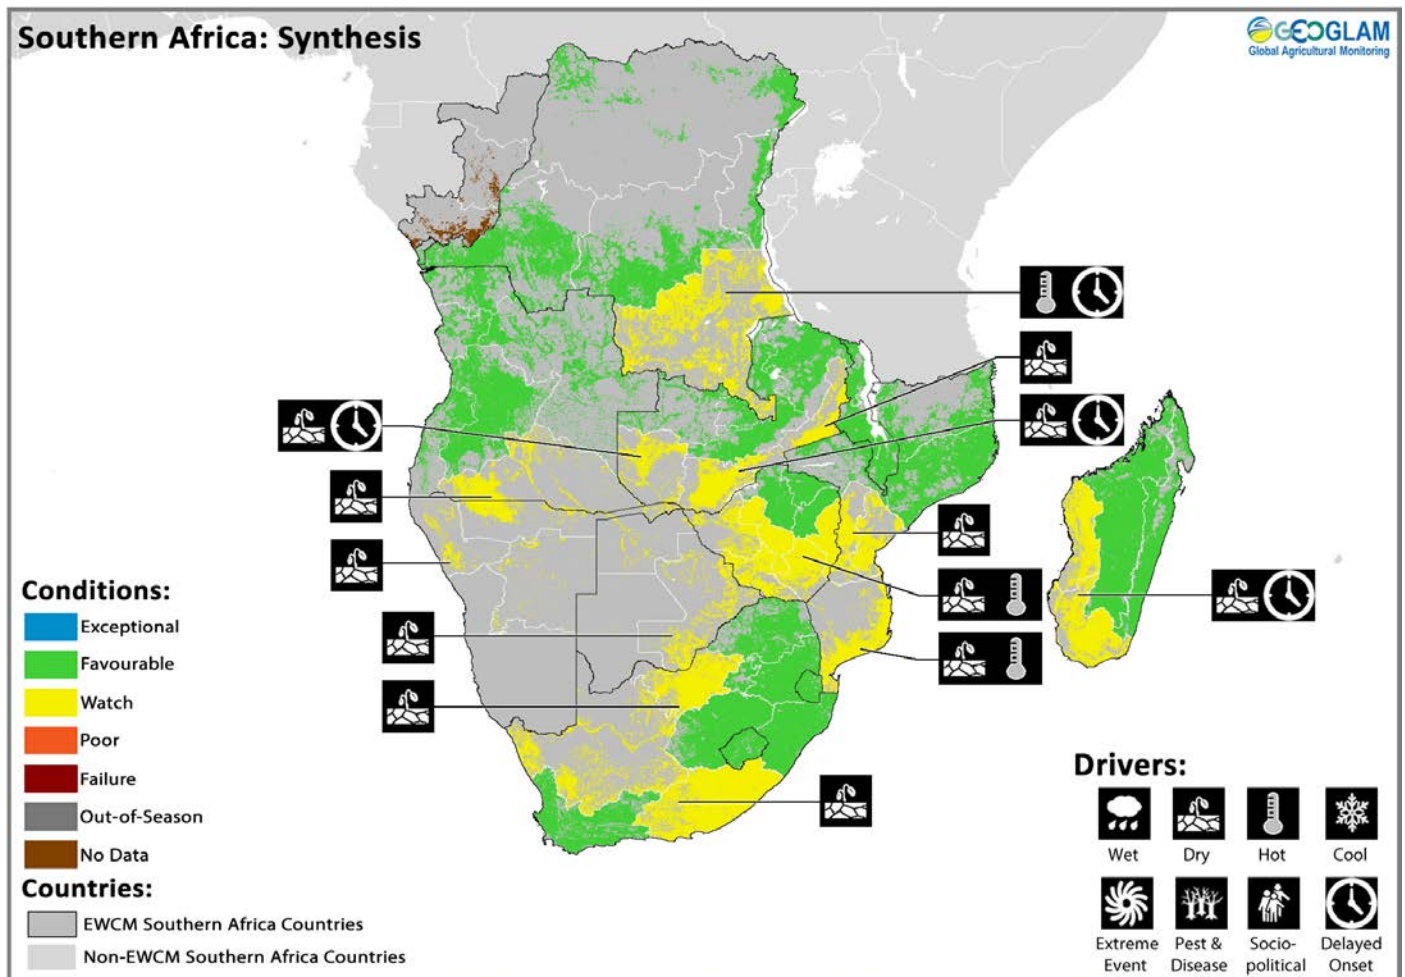 Southern Africa: Synthesis
GEOGLAM
Global Agricultural Monitoring
Conditions:
Exceptional
Favourable
Watch
Poor
Failure
Out-of-Season
No Data
Countries:
EWCM Southern Africa Countries
Non-EWCM Southern Africa Countries
Drivers:
Wet
Dry
Hot
Cool
Extreme
Event
Pest &
Disease
Socio-
political
Delayed
Onset